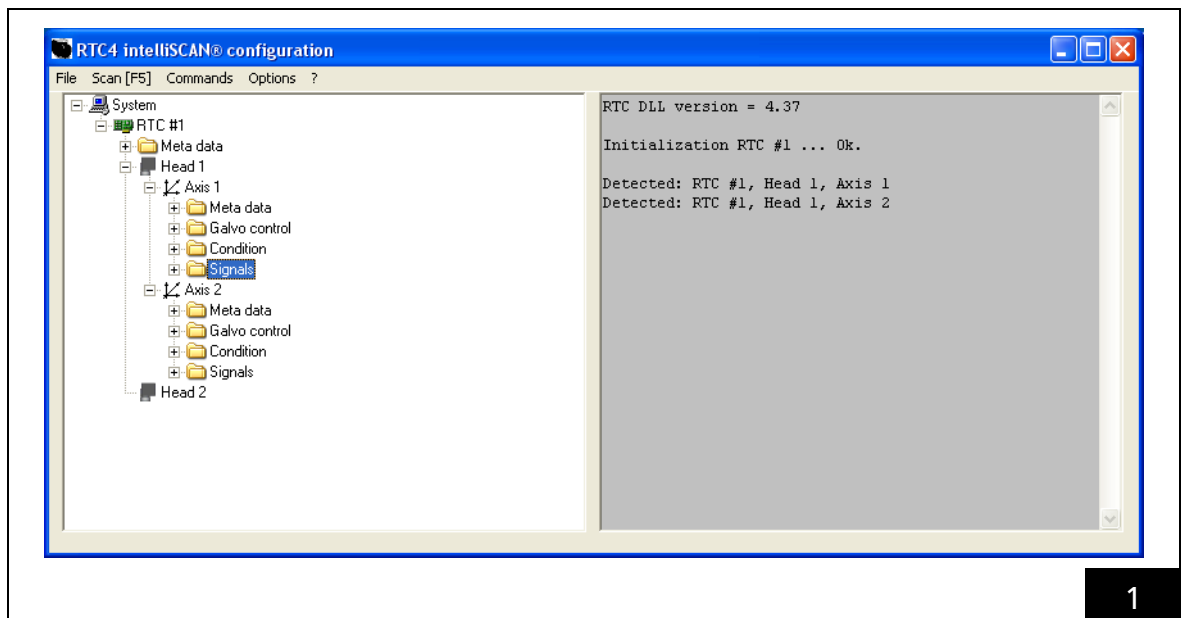 RTC4 intelliSCAN® configuration
File Scan [F5] Commands Options ?
System
RTC #1
Meta data
Head 1
Axis 1
Meta data
Galvo control
Condition
Signals
Axis 2
Meta data
Galvo control
Condition
Signals
Head 2
RTC DLL version = 4.37
Initialization RTC #1 ... Ok.
Detected: RTC #1, Head 1, Axis 1
Detected: RTC #1, Head 1, Axis 2
1